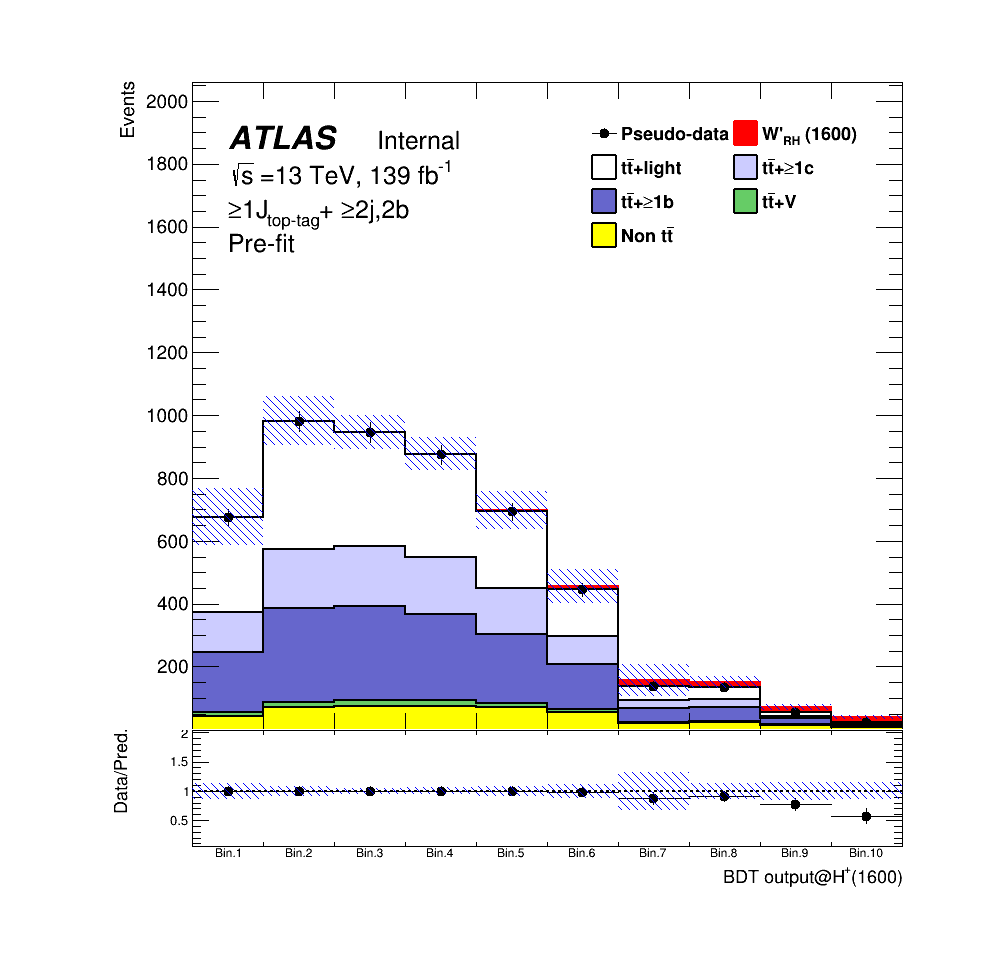 Events
2000
1800
1600
1400
1200
1000
800
600
400
200
ATLAS Internal
√s =13 TeV, 139 fb⁻¹
≥1J_top-tag + ≥2j,2b
Pre-fit
Pseudo-data
W'_RH (1600)
tt̄+light
tt̄+≥1c
tt̄+≥1b
tt̄+V
Non tt̄
Data/Pred.
2
1.5
1
0.5
Bin.1 Bin.2 Bin.3 Bin.4 Bin.5 Bin.6 Bin.7 Bin.8 Bin.9 Bin.10
BDT output@H⁺(1600)